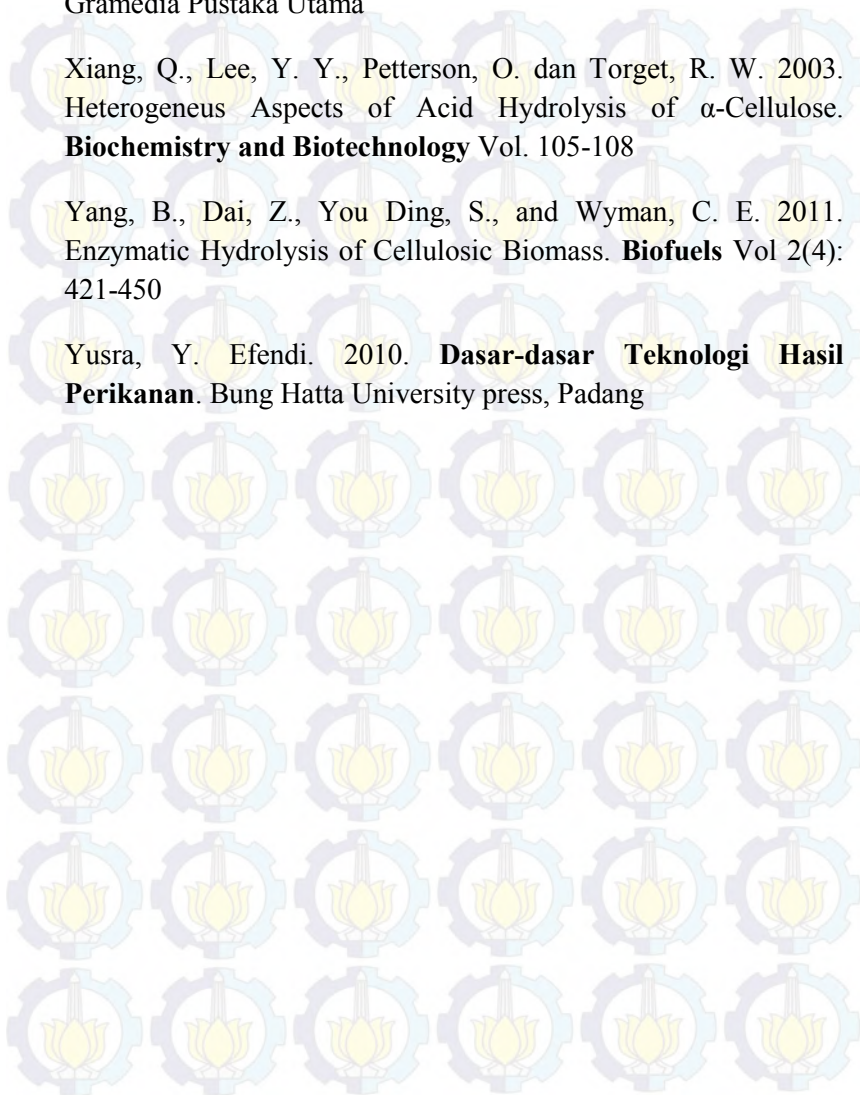 Gramedia Pustaka Utama
Xiang, Q., Lee, Y. Y., Petterson, O. dan Torget, R. W. 2003.
Heterogeneus Aspects of Acid Hydrolysis of α-Cellulose.
Biochemistry and Biotechnology Vol. 105-108
Yang, B., Dai, Z., You Ding, S., and Wyman, C. E. 2011.
Enzymatic Hydrolysis of Cellulosic Biomass. Biofuels Vol 2(4):
421-450
Yusra, Y. Efendi. 2010. Dasar-dasar Teknologi Hasil
Perikanan. Bung Hatta University press, Padang